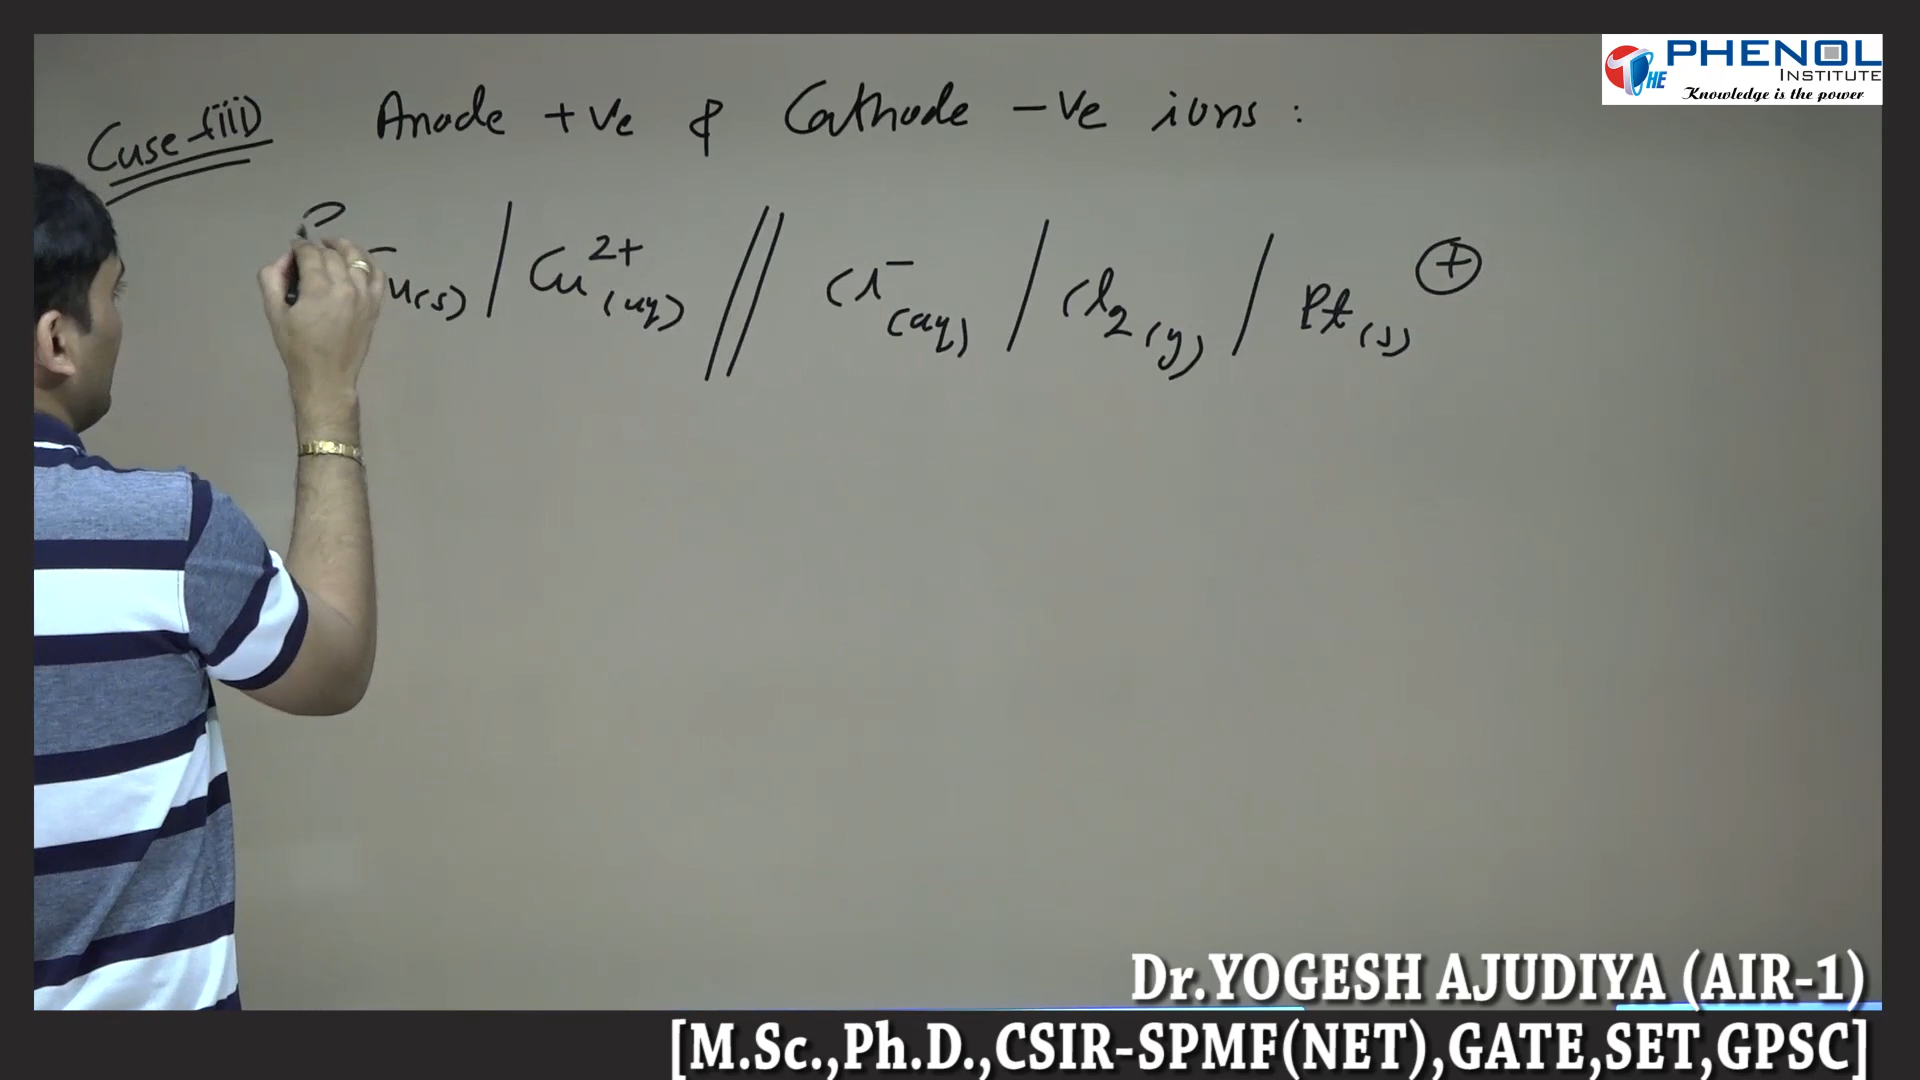 THE PHENOL
INSTITUTE
Knowledge is the power
Case-(iii) Anode +ve & Cathode -ve ions :
u(s) / Cu2+(aq) // Cl-(aq) / Cl2(g) / Pt(s) ⊕
Dr.YOGESH AJUDIYA (AIR-1)
[M.Sc.,Ph.D.,CSIR-SPMF(NET),GATE,SET,GPSC]